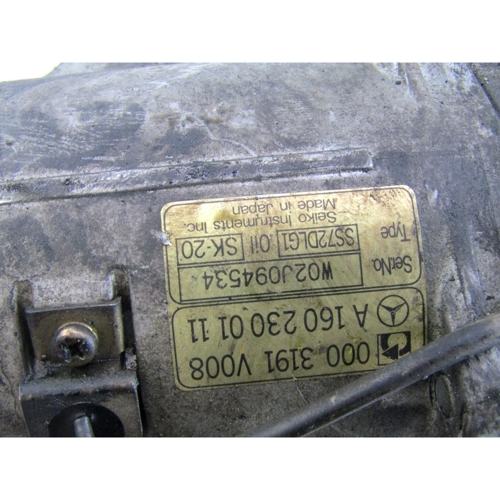 000 3191 V008
A 160 230 01 11
SerNo. W02J094534
Type SS72DLG1 Oil SK-20
Seiko Instruments Inc.
Made in Japan